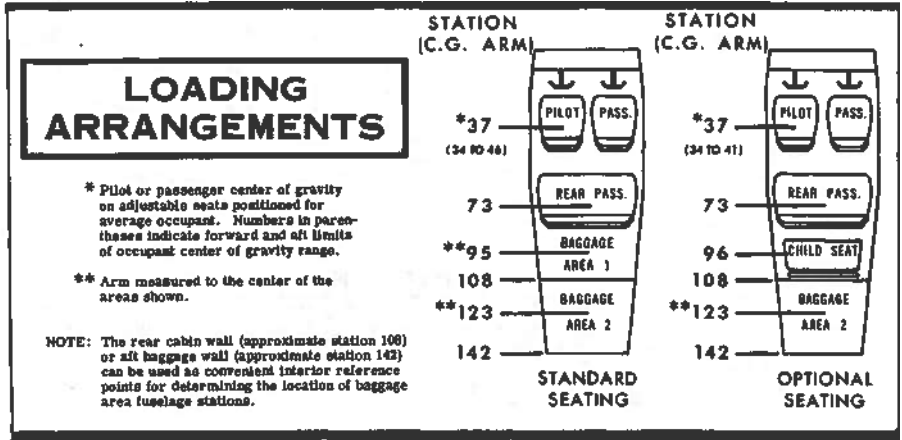 LOADING
ARRANGEMENTS
* Pilot or passenger center of gravity
on adjustable seats positioned for
average occupant. Numbers in paren-
theses indicate forward and aft limits
of occupant center of gravity range.
** Arm measured to the center of the
areas shown.
NOTE: The rear cabin wall (approximate station 108)
or aft baggage wall (approximate station 142)
can be used as convenient interior reference
points for determining the location of baggage
area fuselage stations.
STATION
(C.G. ARM)
*37
(34 TO 46)
73
**95
108
**123
142
PILOT
PASS.
REAR PASS.
BAGGAGE
AREA 1
BAGGAGE
AREA 2
STANDARD
SEATING
STATION
(C.G. ARM)
*37
(34 TO 41)
73
96
108
**123
142
PILOT
PASS.
REAR PASS.
CHILD SEAT
BAGGAGE
AREA 2
OPTIONAL
SEATING